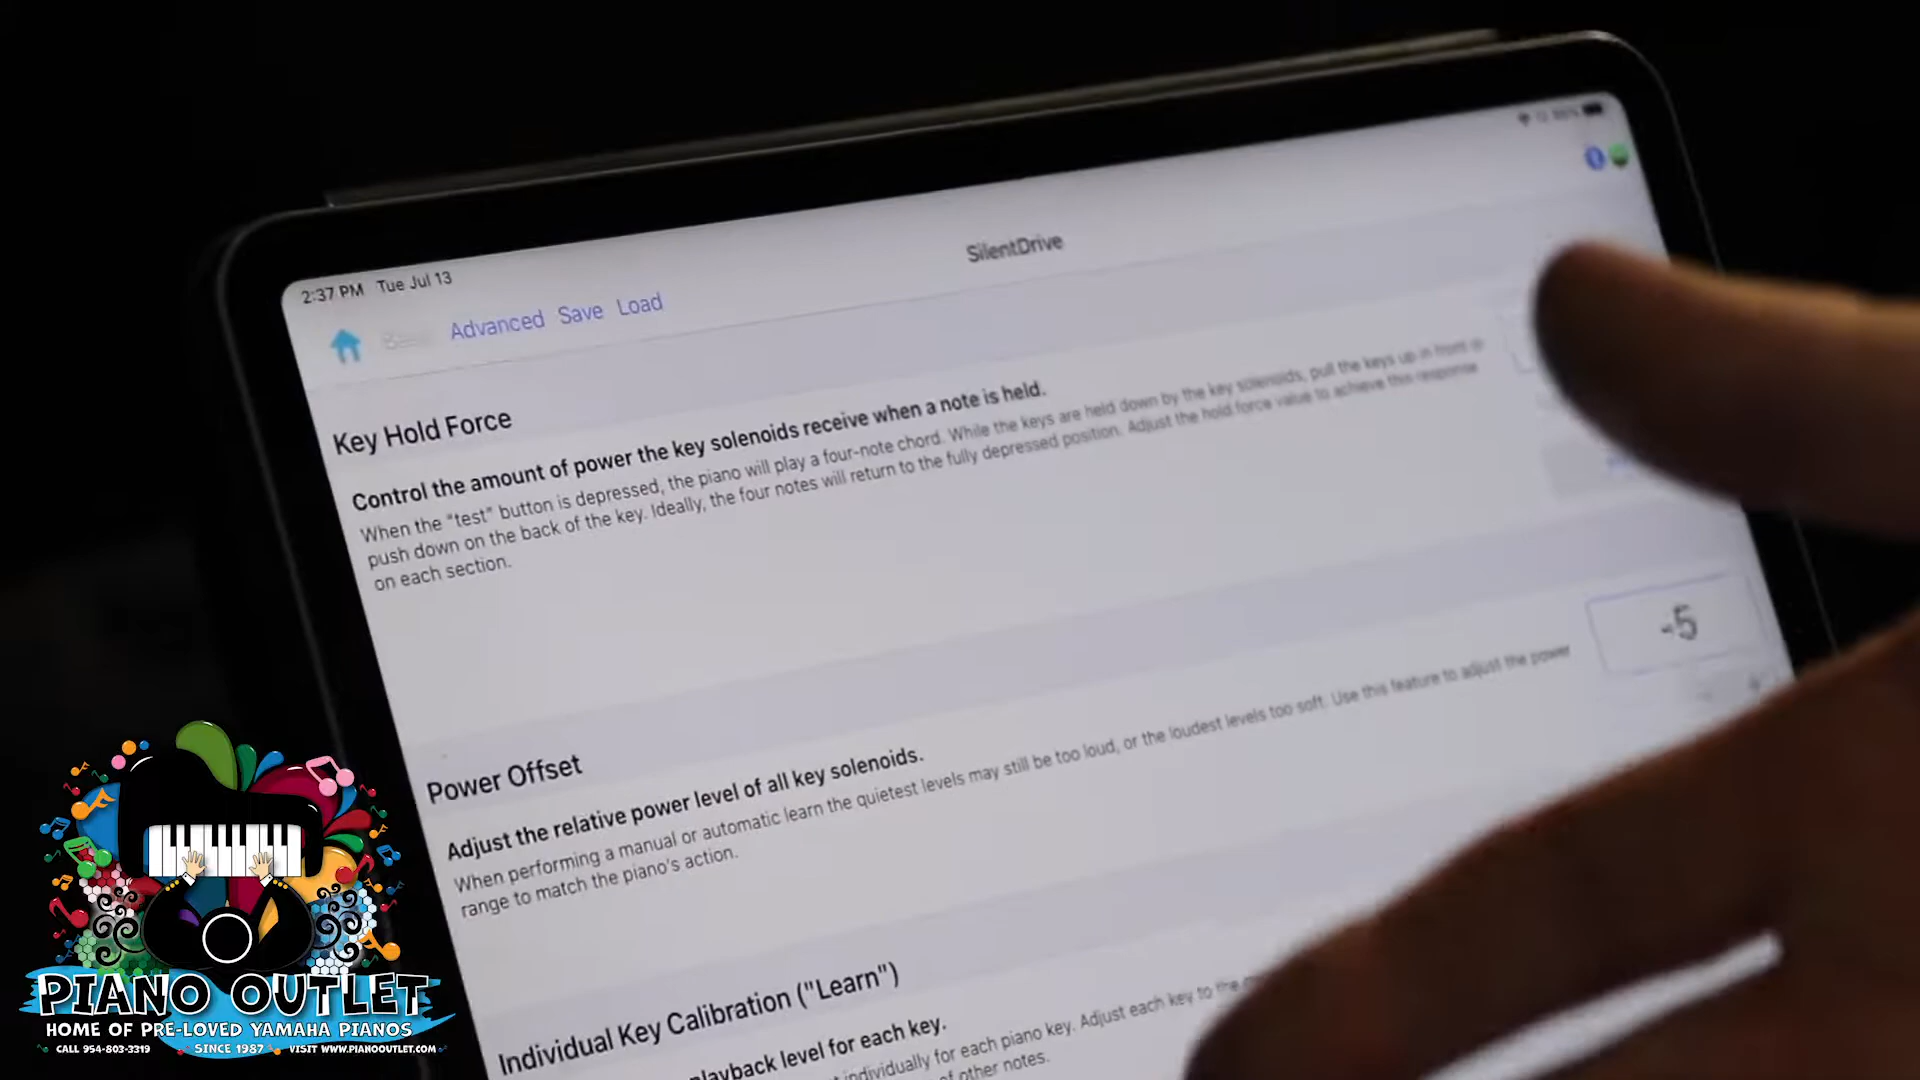 2:37 PM Tue Jul 13
SilentDrive
Advanced Save Load
Key Hold Force
Control the amount of power the key solenoids receive when a note is held.
When the "test" button is depressed, the piano will play a four-note chord. While the keys are held down by the key solenoids, pull the keys up in front or
push down on the back of the key. Ideally, the four notes will return to the fully depressed position. Adjust the hold force value to achieve this response
on each section.
Power Offset
-5
Adjust the relative power level of all key solenoids.
When performing a manual or automatic learn the quietest levels may still be too loud, or the loudest levels too soft. Use this feature to adjust the power
range to match the piano's action.
Individual Key Calibration ("Learn")
playback level for each key.
individually for each piano key. Adjust each key to the
of other notes.
PIANO OUTLET
HOME OF PRE-LOVED YAMAHA PIANOS
CALL 954-803-3319 SINCE 1987 VISIT WWW.PIANOOUTLET.COM